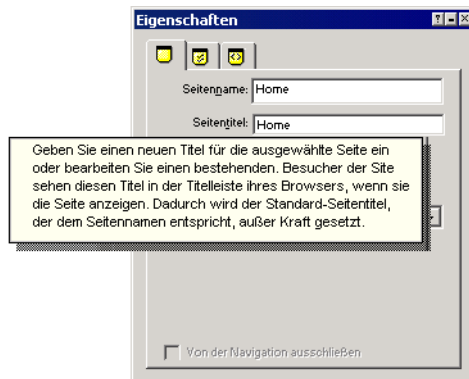 Eigenschaften
Seitenname: Home
Seitentitel: Home
Geben Sie einen neuen Titel für die ausgewählte Seite ein
oder bearbeiten Sie einen bestehenden. Besucher der Site
sehen diesen Titel in der Titelleiste ihres Browsers, wenn sie
die Seite anzeigen. Dadurch wird der Standard-Seitentitel,
der dem Seitennamen entspricht, außer Kraft gesetzt.
Von der Navigation ausschließen